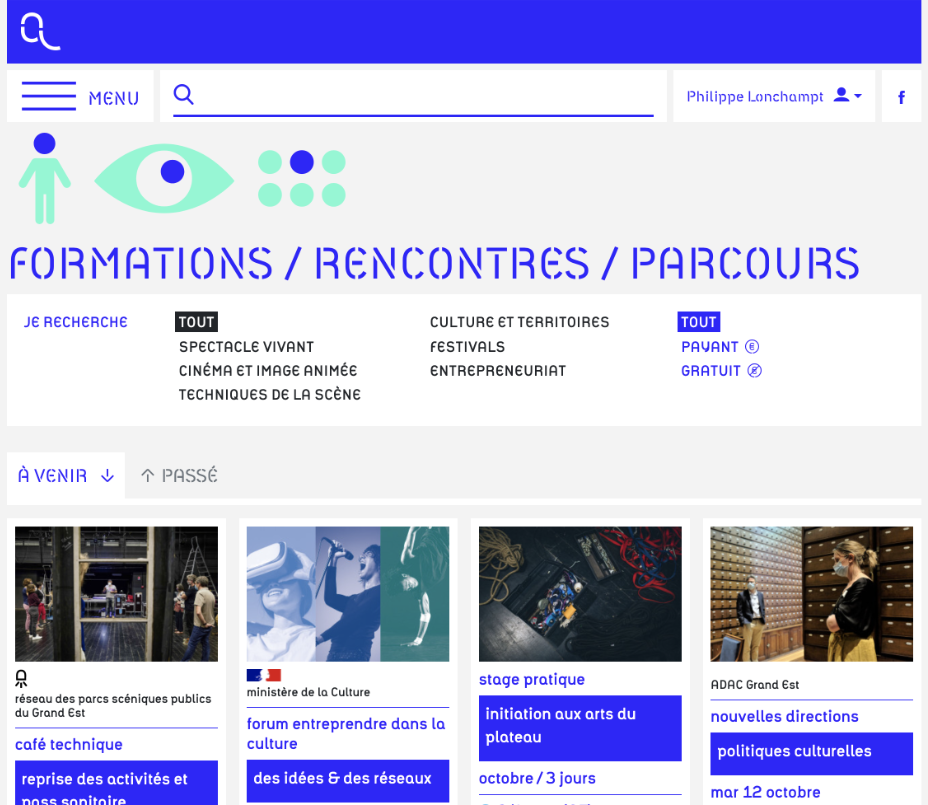 MENU
Philippe Lonchampt
f
FORMATIONS / RENCONTRES / PARCOURS
JE RECHERCHE
TOUT
SPECTACLE VIVANT
CINÉMA ET IMAGE ANIMÉE
TECHNIQUES DE LA SCÈNE
CULTURE ET TERRITOIRES
FESTIVALS
ENTREPRENEURIAT
TOUT
PAYANT €
GRATUIT
À VENIR ↓
↑ PASSÉ
réseau des parcs scéniques publics
du Grand Est
café technique
reprise des activités et
pass sanitaire
ministère de la Culture
forum entreprendre dans la
culture
des idées & des réseaux
stage pratique
initiation aux arts du
plateau
octobre / 3 jours
ADAC Grand Est
nouvelles directions
politiques culturelles
mar 12 octobre